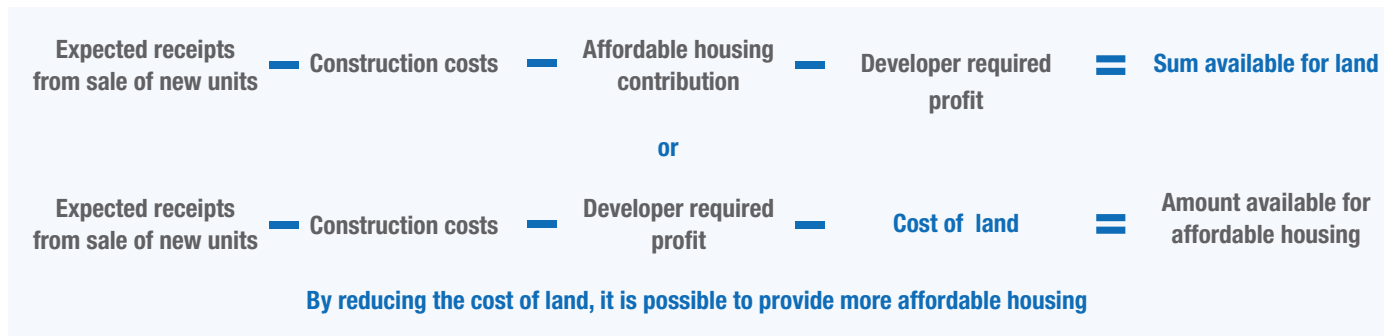 Expected receipts
from sale of new units
— Construction costs — 
Affordable housing
contribution
— 
Developer required
profit
= Sum available for land
or
Expected receipts
from sale of new units
— Construction costs — 
Developer required
profit
— Cost of land = 
Amount available for
affordable housing
By reducing the cost of land, it is possible to provide more affordable housing